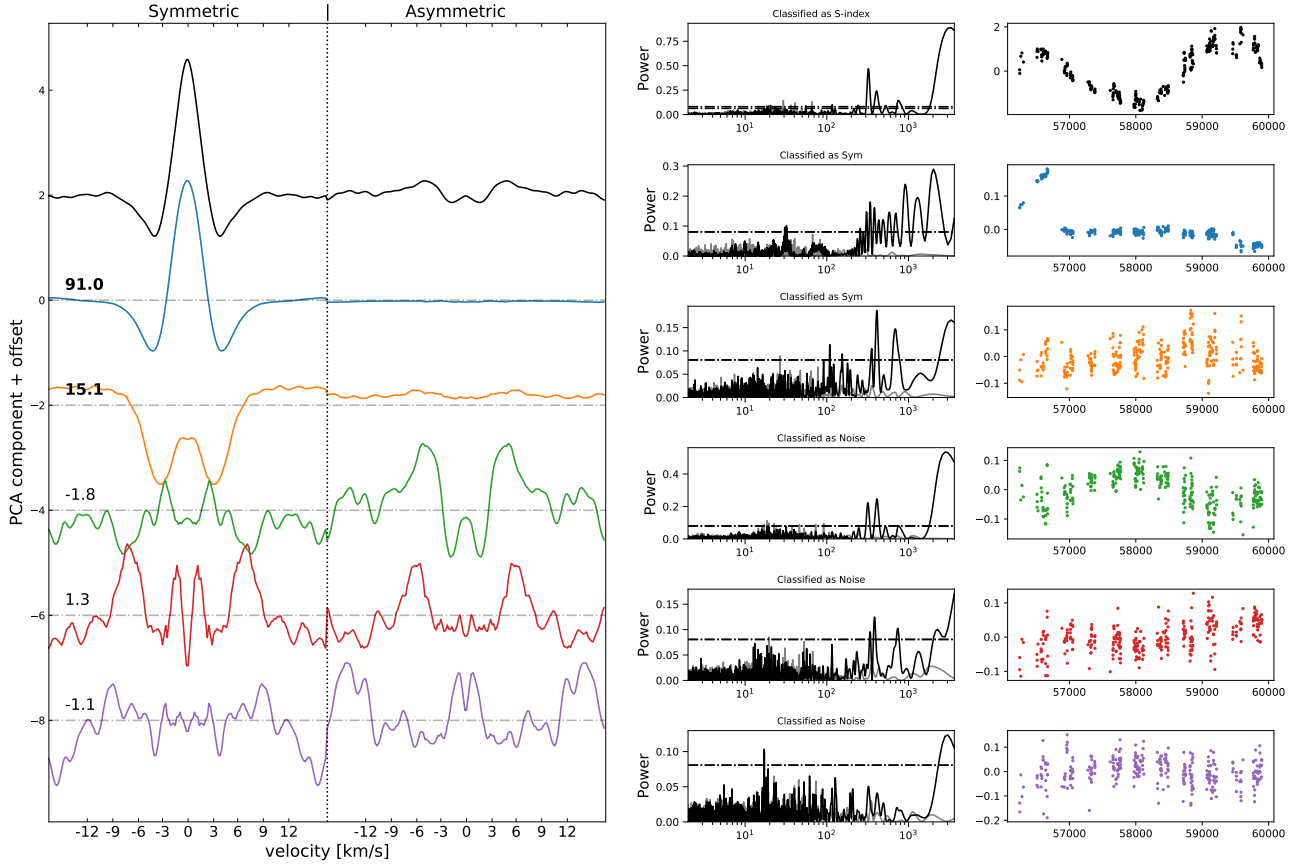 Symmetric | Asymmetric
PCA component + offset
4
2
0
−2
−4
−6
−8
91.0
15.1
-1.8
1.3
-1.1
-12 -9 -6 -3 0 3 6 9 12 -12 -9 -6 -3 0 3 6 9 12
velocity [km/s]
Classified as S-index
Power
0.75
0.50
0.25
0.00
10¹ 10² 10³
2
0
57000 58000 59000 60000
Classified as Sym
Power
0.3
0.2
0.1
0.0
10¹ 10² 10³
0.1
0.0
57000 58000 59000 60000
Classified as Sym
Power
0.15
0.10
0.05
0.00
10¹ 10² 10³
0.1
0.0
−0.1
57000 58000 59000 60000
Classified as Noise
Power
0.4
0.2
0.0
10¹ 10² 10³
0.1
0.0
−0.1
57000 58000 59000 60000
Classified as Noise
Power
0.15
0.10
0.05
0.00
10¹ 10² 10³
0.1
0.0
−0.1
57000 58000 59000 60000
Classified as Noise
Power
0.10
0.05
0.00
10¹ 10² 10³
0.1
0.0
−0.1
−0.2
57000 58000 59000 60000